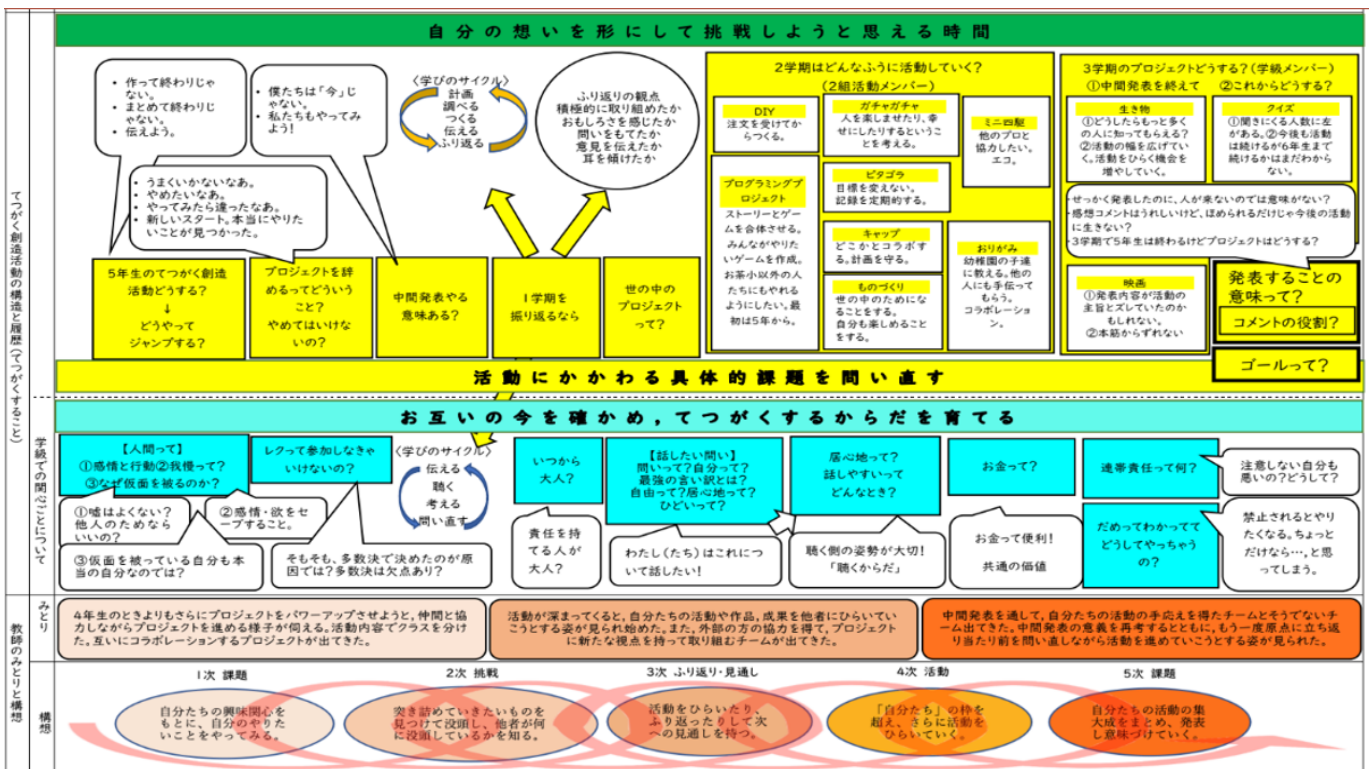 自分の想いを形にして挑戦しようと思える時間
てつがく創造活動の構造と履歴(てつがくすること)
・作って終わりじゃ
ない。
・まとめて終わりじ
ゃない。
・伝えよう。
・僕たちは「今」じ
ゃない。
・私たちもやってみ
よう!
〈学びのサイクル〉
計画
調べる
つくる
伝える
ふり返る
ふり返りの観点
積極的に取り組めたか
おもしろさを感じたか
問いをもてたか
意見を伝えたか
耳を傾けたか
・うまくいかないなあ。
・やめたいなあ。
・やってみたら違ったなあ。
・新しいスタート。本当にやりた
いことが見つかった。
5年生のてつがく創造
活動どうする?
↓
どうやって
ジャンプする?
プロジェクトを辞
めるってどういう
こと?
やめてはいけな
いの?
中間発表やる
意味ある?
1学期を
振り返るなら
世の中の
プロジェクト
って?
2学期はどんなふうに活動していく?
(2組活動メンバー)
DIY
注文を受けてか
らつくる。
ガチャガチャ
人を楽しませたり、幸
せにしたりするというこ
とを考える。
ミニ四駆
他のプロと
協力したい。
エコ。
プログラミングプ
ロジェクト
ストーリーとゲー
ムを合体させる。
みんながやりた
いゲームを作成。
お茶小以外の人
たちにもやれる
ようにしたい。最
初は5年から。
ピタゴラ
目標を変えない。
記録を定期的する。
キャップ
どこかとコラボす
る。計画を守る。
ものづくり
世の中のためにな
ることをする。
自分も楽しめること
をする。
おりがみ
幼稚園の子達
に教える。他の
人にも手伝って
もらう。
コラボレーショ
ン。
3学期のプロジェクトどうする?(学級メンバー)
①中間発表を終えて ②これからどうする?
生き物
①どうしたらもっと多く
の人に知ってもらえる?
②活動の幅を広げてい
く。活動をひらく機会を
増やしていく。
クイズ
①聞きにくる人数に左
がある。②今後も活動
は続けるが6年生まで
続けるかはまだわから
ない。
・せっかく発表したのに、人が来ないのでは意味がない?
・感想コメントはうれしいけど、ほめられるだけじゃ今後の活動
に生きない?
・3学期で5年生は終わるけどプロジェクトはどうする?
映画
①発表内容が活動の
主旨とズレていたのか
もしれない。
②本筋からずれない
発表することの
意味って?
コメントの役割?
ゴールって?
活動にかかわる具体的課題を問い直す
お互いの今を確かめ,てつがくするからだを育てる
学級での関心ごとについて
【人間って】
①感情と行動②我慢って?
③なぜ仮面を被るのか?
レクって参加しなきゃ
いけないの?
〈学びのサイクル〉
伝える
聴く
考える
問い直す
①嘘はよくない?
他人のためなら
いいの?
②感情・欲をセ
ーブすること。
③仮面を被っている自分も本
当の自分なのでは?
そもそも、多数決で決めたのが原
因では?多数決は欠点あり?
いつから
大人?
責任を持
てる人が
大人?
【話したい問い】
問いって?自分って?
最強の言い訳とは?
自由って?居心地って?
ひどいって?
わたし(たち)はこれにつ
いて話したい!
居心地って?
話しやすいって
どんなとき?
聴く側の姿勢が大切!
「聴くからだ」
お金って?
お金って便利!
共通の価値
連帯責任って何?
注意しない自分も
悪いの?どうして?
だめってわかってて
どうしてやっちゃう
の?
禁止されるとやり
たくなる。ちょっと
だけなら…,と思
ってしまう。
教師のみとりと構想
みとり
4年生のときよりもさらにプロジェクトをパワーアップさせようと,仲間と協
力しながらプロジェクトを進める様子が伺える。活動内容でクラスを分け
た。互いにコラボレーションするプロジェクトが出てきた。
活動が深まってくると,自分たちの活動や作品,成果を他者にひらいてい
こうとする姿が見られ始めた。また,外部の方の協力を得て,プロジェクト
に新たな視点を持って取り組むチームが出てきた。
中間発表を通して,自分たちの活動の手応えを得たチームとそうでないチ
ーム出てきた。中間発表の意義を再考するとともに,もう一度原点に立ち返
り当たり前を問い直しながら活動を進めていこうとする姿が見られた。
構想
1次 課題
自分たちの興味関心を
もとに、自分のやりた
いことをやってみる。
2次 挑戦
突き詰めていきたいものを
見つけて没頭し、他者が何
に没頭しているかを知る。
3次 ふり返り・見通し
活動をひらいたり、
ふり返ったりして次
への見通しを持つ。
4次 活動
「自分たち」の枠を
超え、さらに活動を
ひらいていく。
5次 課題
自分たちの活動の集
大成をまとめ、発表
し意味づけていく。